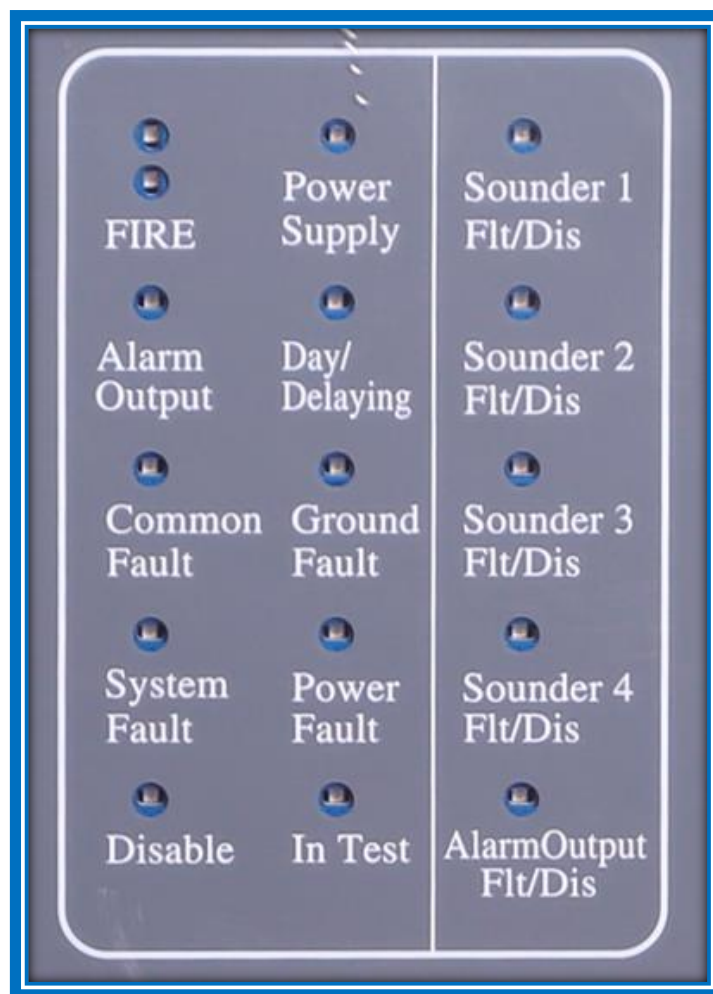 FIRE
Power
Supply
Sounder 1
Flt/Dis
Alarm
Output
Day/
Delaying
Sounder 2
Flt/Dis
Common
Fault
Ground
Fault
Sounder 3
Flt/Dis
System
Fault
Power
Fault
Sounder 4
Flt/Dis
Disable
In Test
AlarmOutput
Flt/Dis